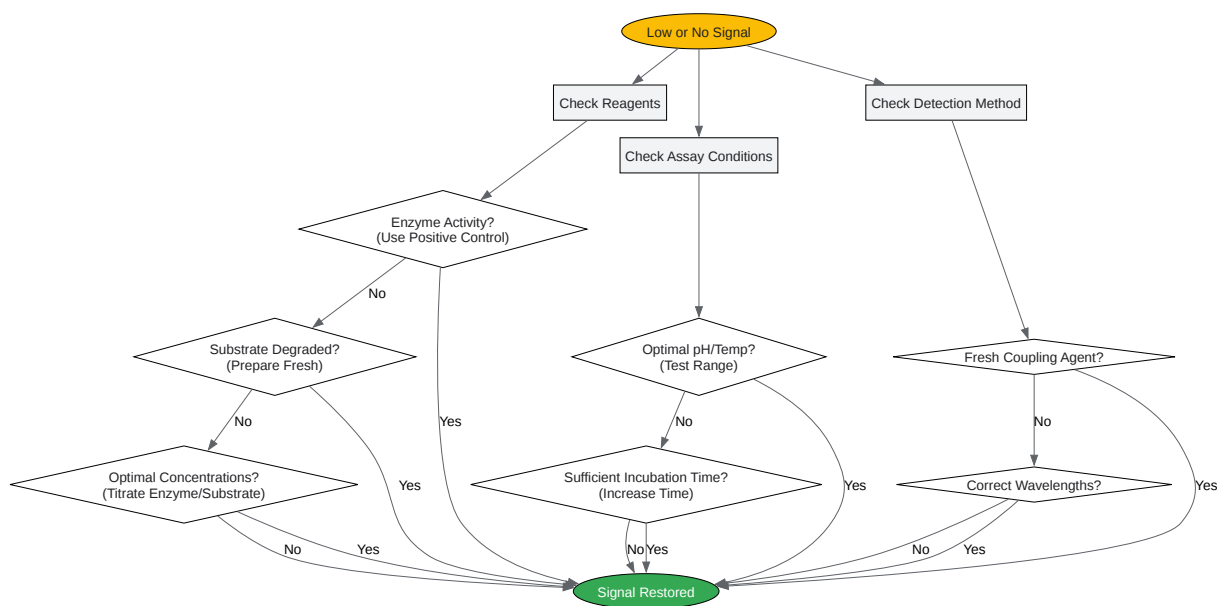 Low or No Signal
Check Reagents
Check Detection Method
Check Assay Conditions
Enzyme Activity?
(Use Positive Control)
No
Substrate Degraded?
(Prepare Fresh)
Optimal pH/Temp?
(Test Range)
Fresh Coupling Agent?
No
Yes
No
No
Optimal Concentrations?
(Titrate Enzyme/Substrate)
Yes
Sufficient Incubation Time?
(Increase Time)
Yes
Correct Wavelengths?
Yes
No
Yes
No
Yes
No
Yes
Signal Restored